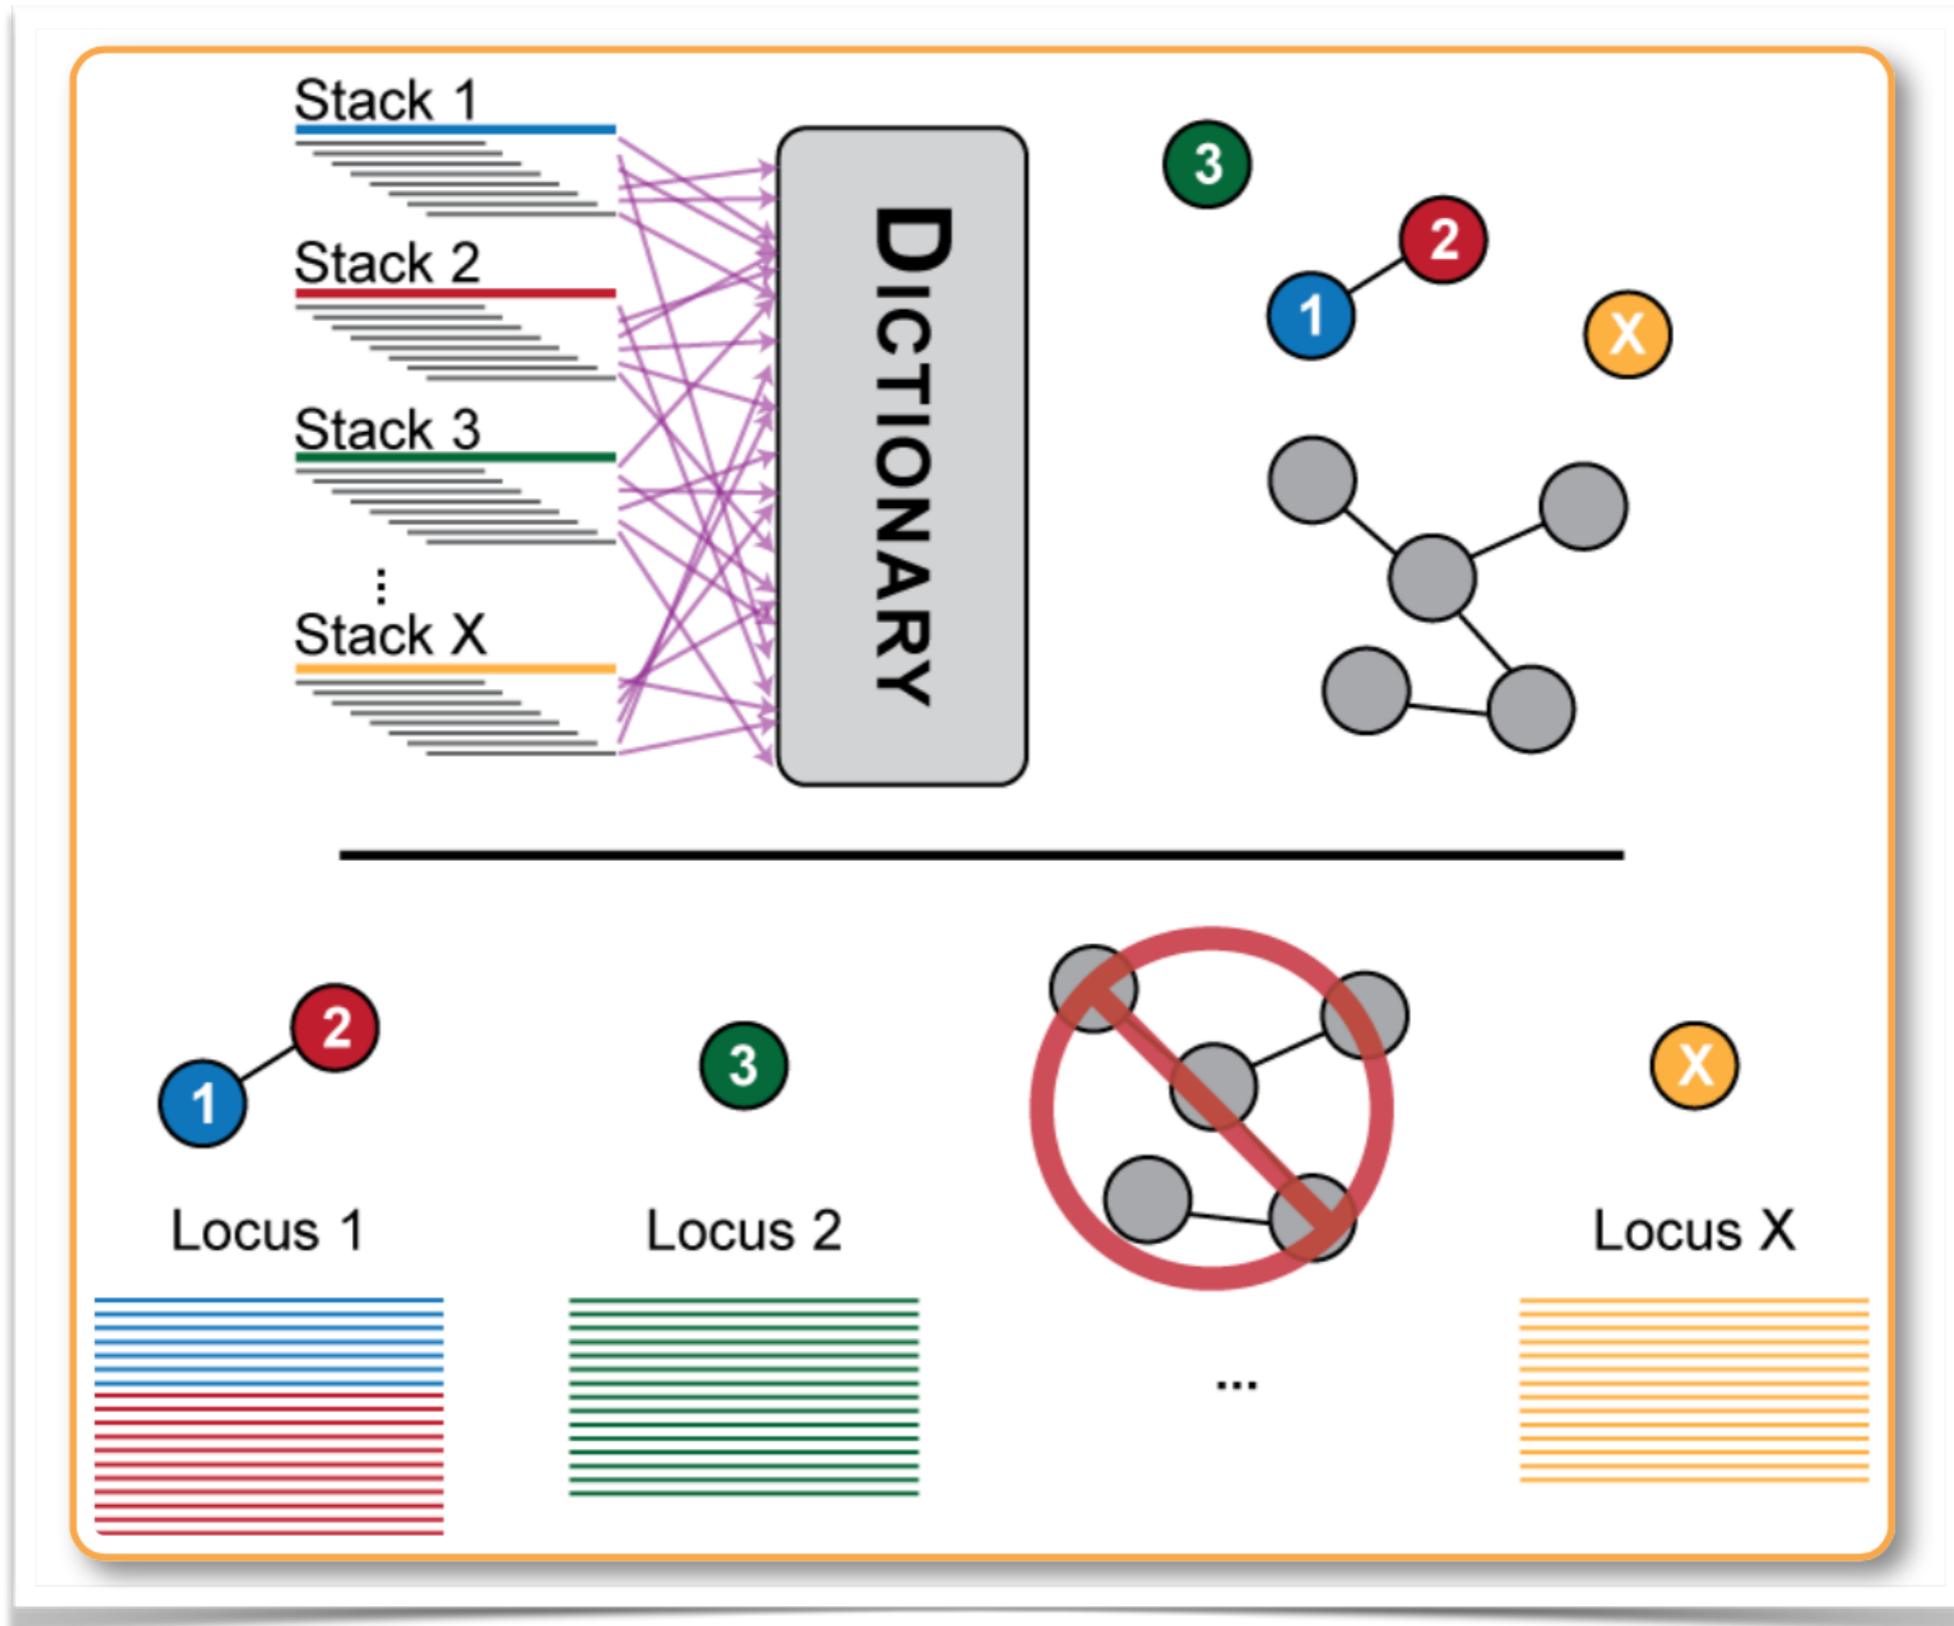 Stack 1
Stack 2
Stack 3
⋮
Stack X
DICTIONARY
3
2
1
X
2
1
3
X
Locus 1
Locus 2
Locus X
...